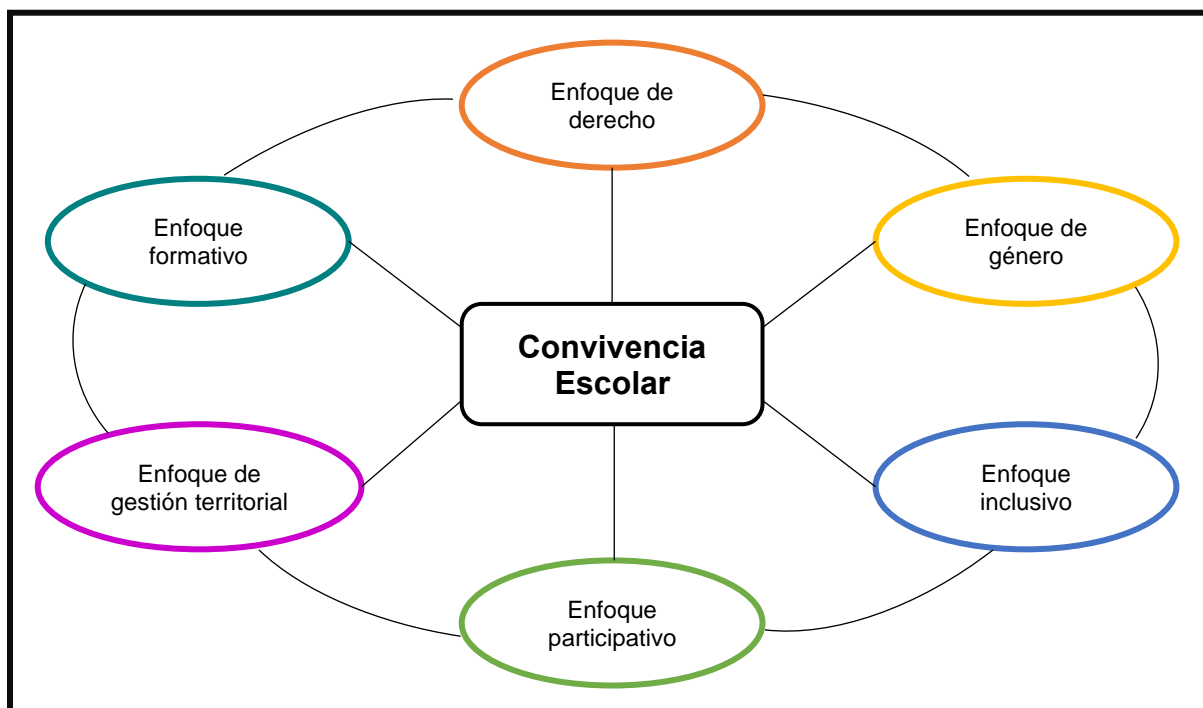 Enfoque de
derecho
Enfoque
formativo
Enfoque de
género
Convivencia
Escolar
Enfoque de
gestión territorial
Enfoque
inclusivo
Enfoque
participativo